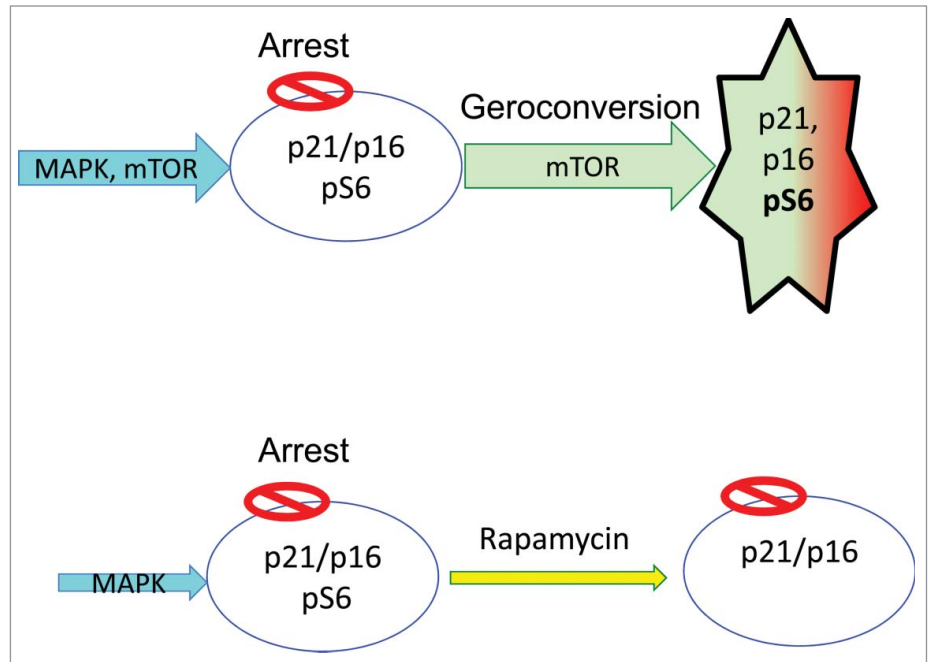 Arrest
Geroconversion
MAPK, mTOR
p21/p16
pS6
mTOR
p21,
p16
pS6
Arrest
Rapamycin
MAPK
p21/p16
pS6
p21/p16